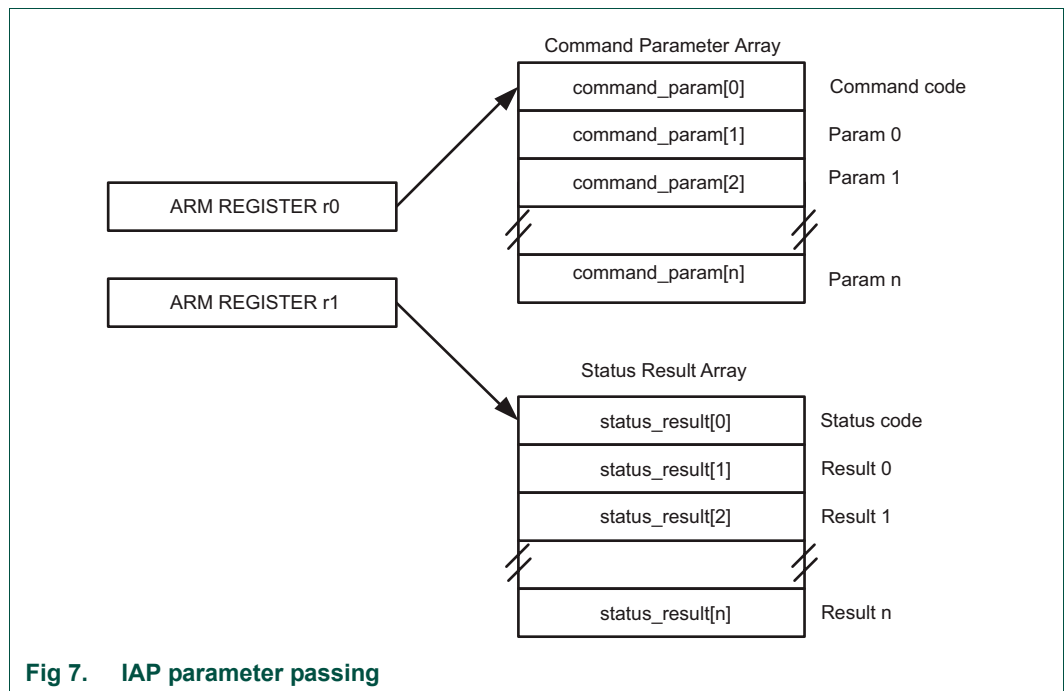 Command Parameter Array
command_param[0] Command code
command_param[1] Param 0
command_param[2] Param 1
ARM REGISTER r0
command_param[n] Param n
ARM REGISTER r1
Status Result Array
status_result[0] Status code
status_result[1] Result 0
status_result[2] Result 1
status_result[n] Result n
Fig 7. IAP parameter passing